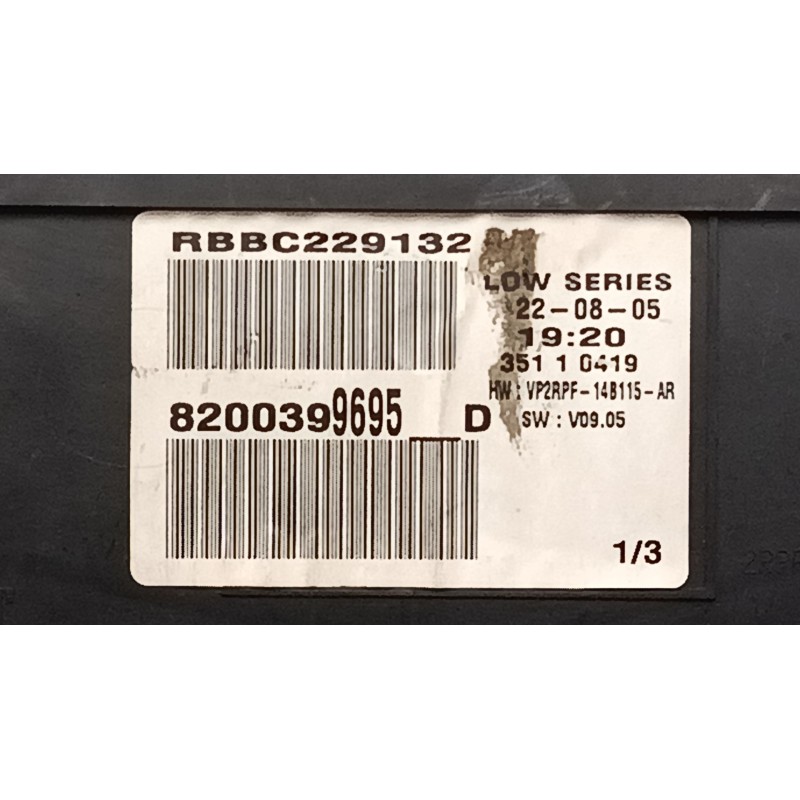 RBBC229132
LOW SERIES
22-08-05
19:20
351 1 0419
HW : VP2RPF-14B115-AR
8200399695__D
SW : V09.05
1/3